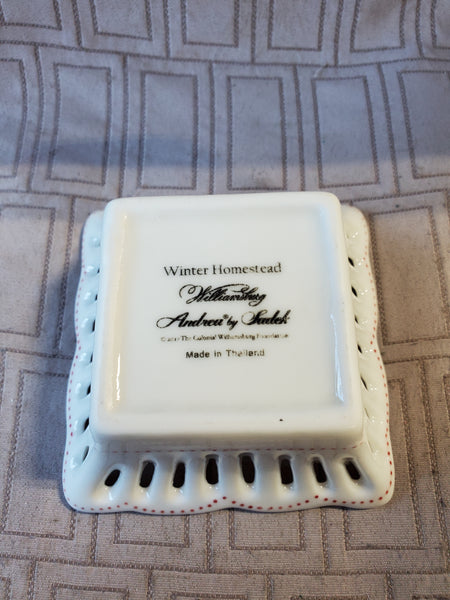 Winter Homestead
Williamsburg
Andrea® by Sadek
The Colonial Williamsburg Foundation
Made in Thailand